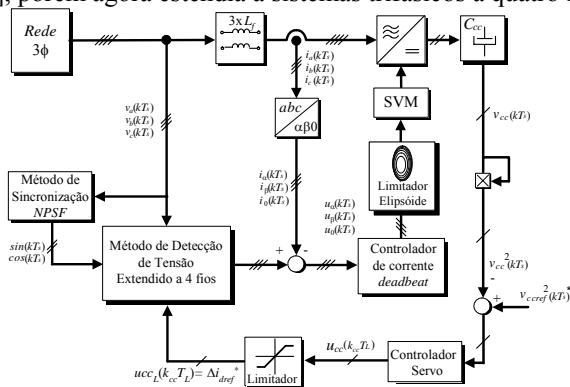 porém agora estendia a sistemas trifásicos a quatro
Rede
3ϕ
3x L_f
C_cc
i_a(kT_s)
i_b(kT_s)
i_c(kT_s)
v_a(kT_s)
v_b(kT_s)
v_c(kT_s)
abc
αβ0
SVM
v_cc(kT_s)
Método de
Sincronização
NPSF
i_α(kT_s)
i_β(kT_s)
i_0(kT_s)
u_α(kT_s)
u_β(kT_s)
u_0(kT_s)
Limitador
Elipsóide
sin(kT_s)
cos(kT_s)
Método de Detecção
de Tensão
Extendido a 4 fios
+
-
Controlador
de corrente
deadbeat
v_cc^2(kT_s)
-
+
v_ccref^2(kT_s)*
ucc_L(k_cc T_L)= Δi_dref*
Limitador
u_cc(k_cc T_L)
Controlador
Servo